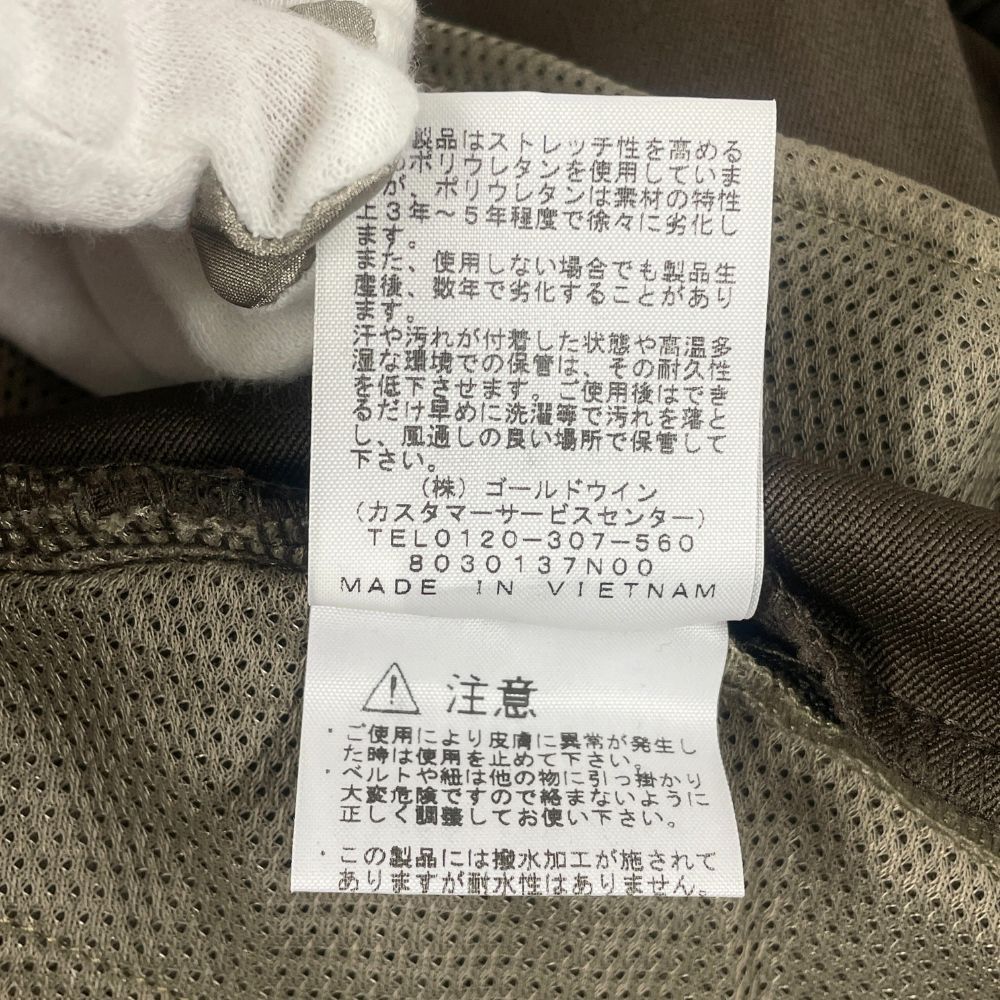 製品はストレッチ性を高める
のポリウレタンを使用していま
が、ポリウレタンは素材の特性
上3年〜5年程度で徐々に劣化し
ます。
また、使用しない場合でも製品生
産後、数年で劣化することがあり
ます。
汗や汚れが付着した状態や高温多
湿な環境での保管は、その耐久性
を低下させます。ご使用後はでき
るだけ早めに洗濯等で汚れを落と
し、風通しの良い場所で保管して
下さい。
(株)ゴールドウイン
(カスタマーサービスセンター)
TEL0120-307-560
8030137N00
MADE IN VIETNAM
注意
・ご使用により皮膚に異常が発生し
た時は使用を止めて下さい。
・ベルトや紐は他の物に引っ掛かり
大変危険ですので絡まないように
正しく調整してお使い下さい。
・この製品には撥水加工が施されて
ありますが耐水性はありません。